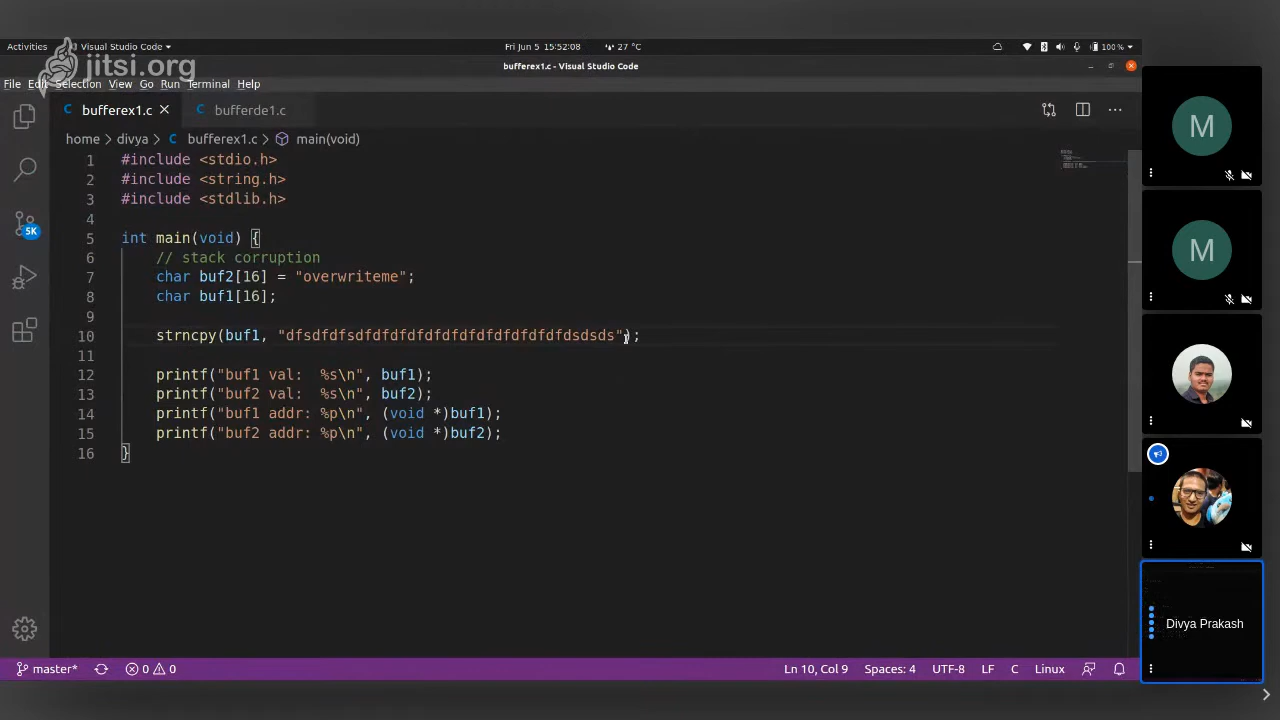 Activities
Visual Studio Code
Fri Jun 5 15:52:08
27 °C
100%
jitsi.org
bufferex1.c - Visual Studio Code
File Edit Selection View Go Run Terminal Help
bufferex1.c
bufferde1.c
home > divya > bufferex1.c > main(void)
1 #include <stdio.h>
2 #include <string.h>
3 #include <stdlib.h>
4
5 int main(void) {
6 // stack corruption
7 char buf2[16] = "overwriteme";
8 char buf1[16];
9
10 strncpy(buf1, "dfsdfdfsdfdfdfdfdfdfdfdfdfdfdfdfdsdsds");
11
12 printf("buf1 val:  %s\n", buf1);
13 printf("buf2 val:  %s\n", buf2);
14 printf("buf1 addr: %p\n", (void *)buf1);
15 printf("buf2 addr: %p\n", (void *)buf2);
16 }
5K
M
M
Divya Prakash
master*
0
0
Ln 10, Col 9
Spaces: 4
UTF-8
LF
C
Linux